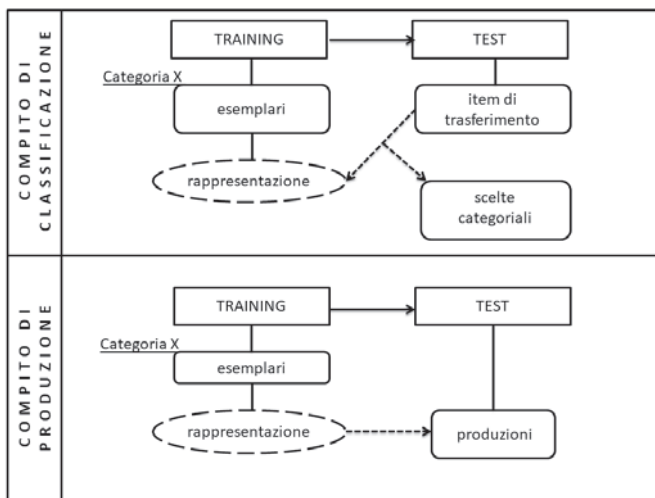 COMPITO DI
CLASSIFICAZIONE
TRAINING
TEST
Categoria X
esemplari
item di
trasferimento
rappresentazione
scelte
categoriali
COMPITO DI
PRODUZIONE
TRAINING
TEST
Categoria X
esemplari
rappresentazione
produzioni